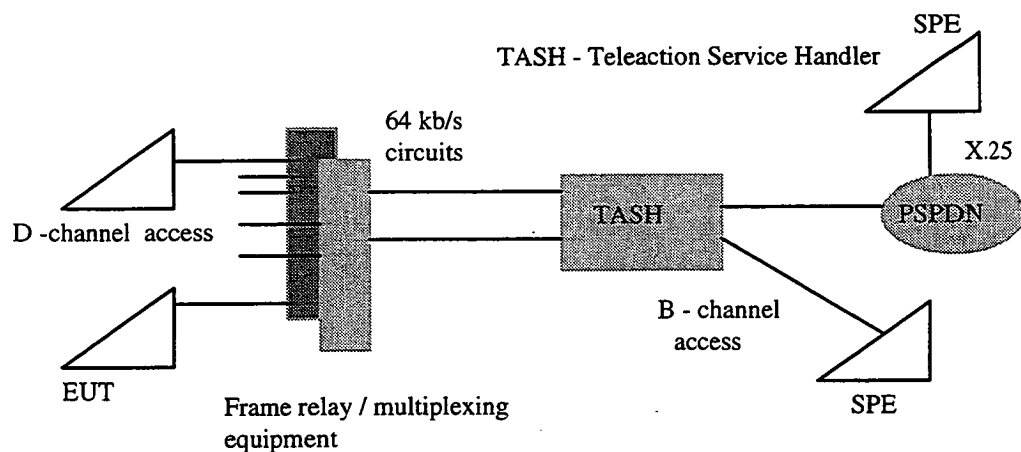 SPE
TASH - Teleaction Service Handler
64 kb/s
circuits
X.25
TASH
PSPDN
D -channel access
B - channel
access
EUT
SPE
Frame relay / multiplexing
equipment